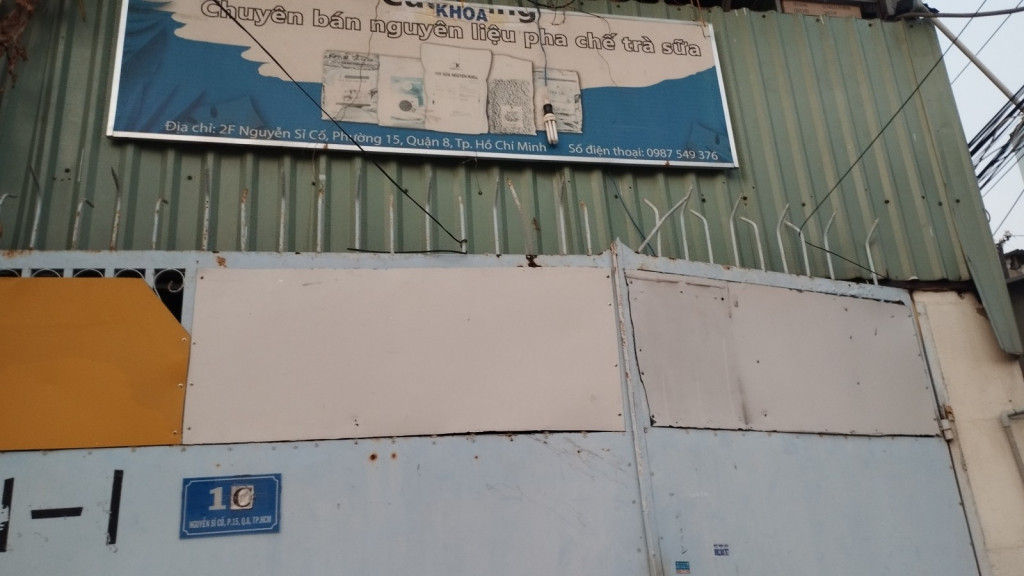 KHOA
Chuyên bán nguyên liệu pha chế trà sữa
Địa chỉ: 2F Nguyễn Sĩ Cố, Phường 15, Quận 8, Tp. Hồ Chí Minh
Số điện thoại: 0987 549 376
1C
NGUYỄN SĨ CỐ, P.15, Q.8, TP.HCM